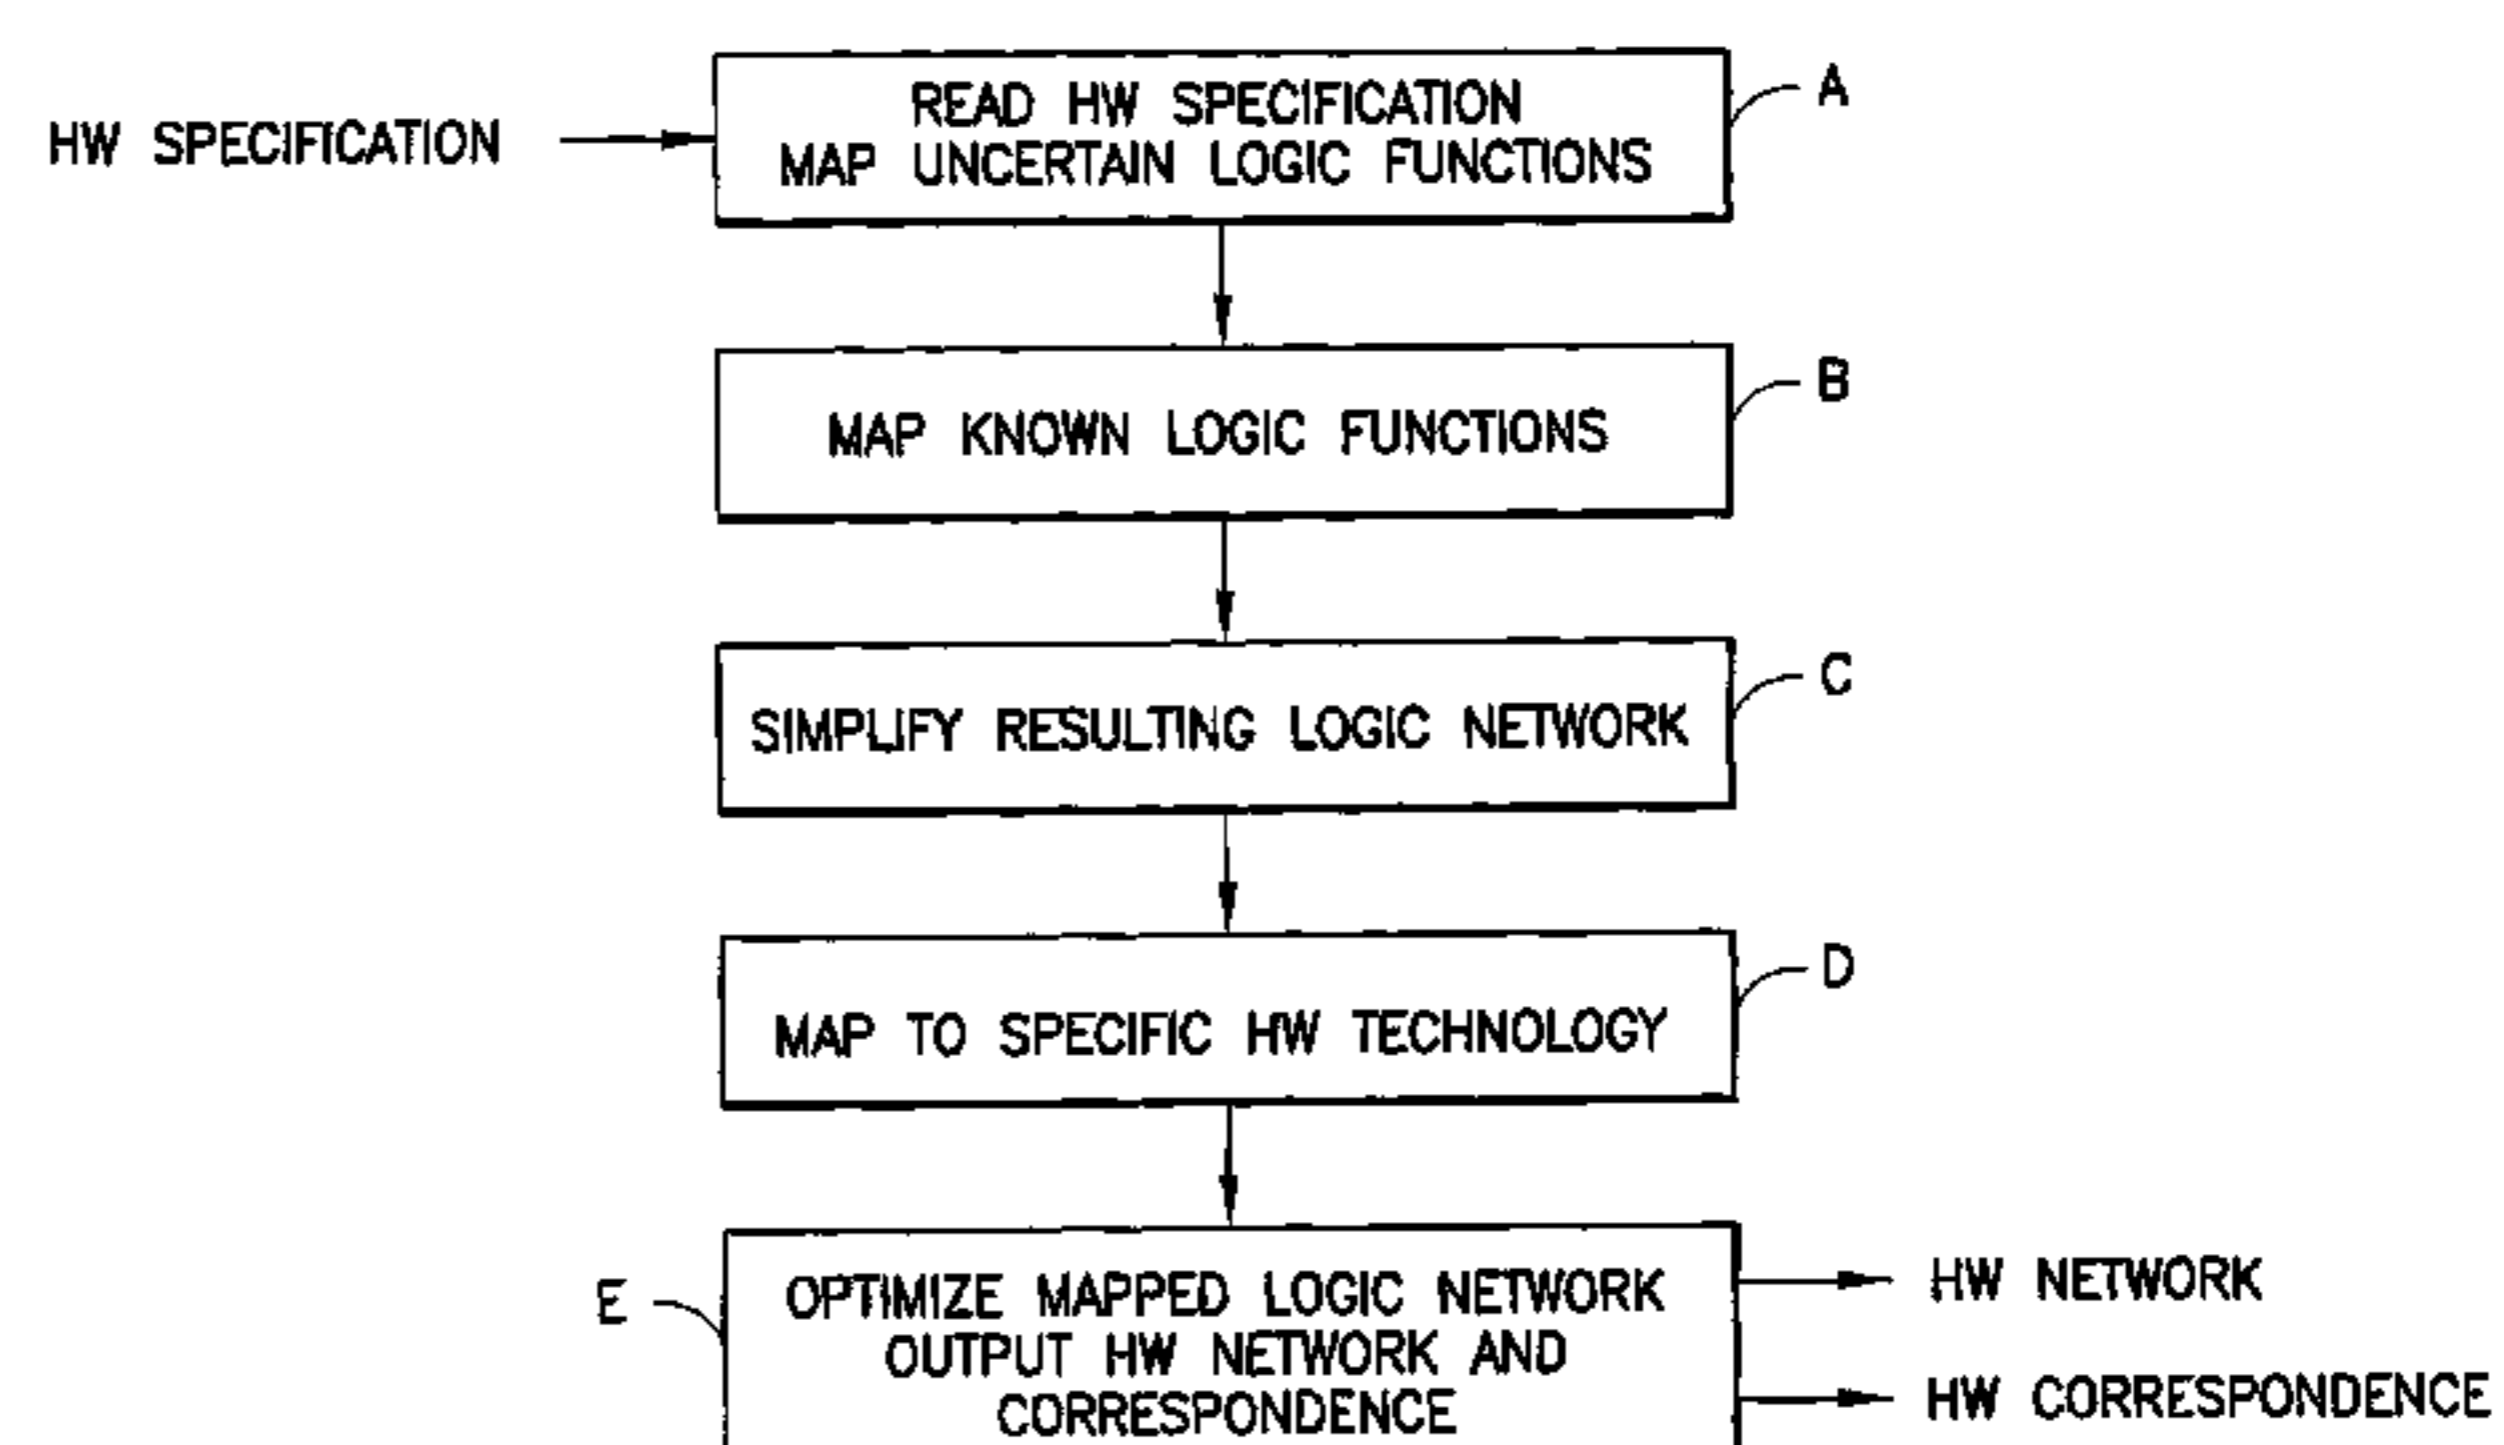 HW SPECIFICATION
READ HW SPECIFICATION
MAP UNCERTAIN LOGIC FUNCTIONS
A
MAP KNOWN LOGIC FUNCTIONS
B
SIMPLIFY RESULTING LOGIC NETWORK
C
MAP TO SPECIFIC HW TECHNOLOGY
D
E
OPTIMIZE MAPPED LOGIC NETWORK
OUTPUT HW NETWORK AND
CORRESPONDENCE
HW NETWORK
HW CORRESPONDENCE